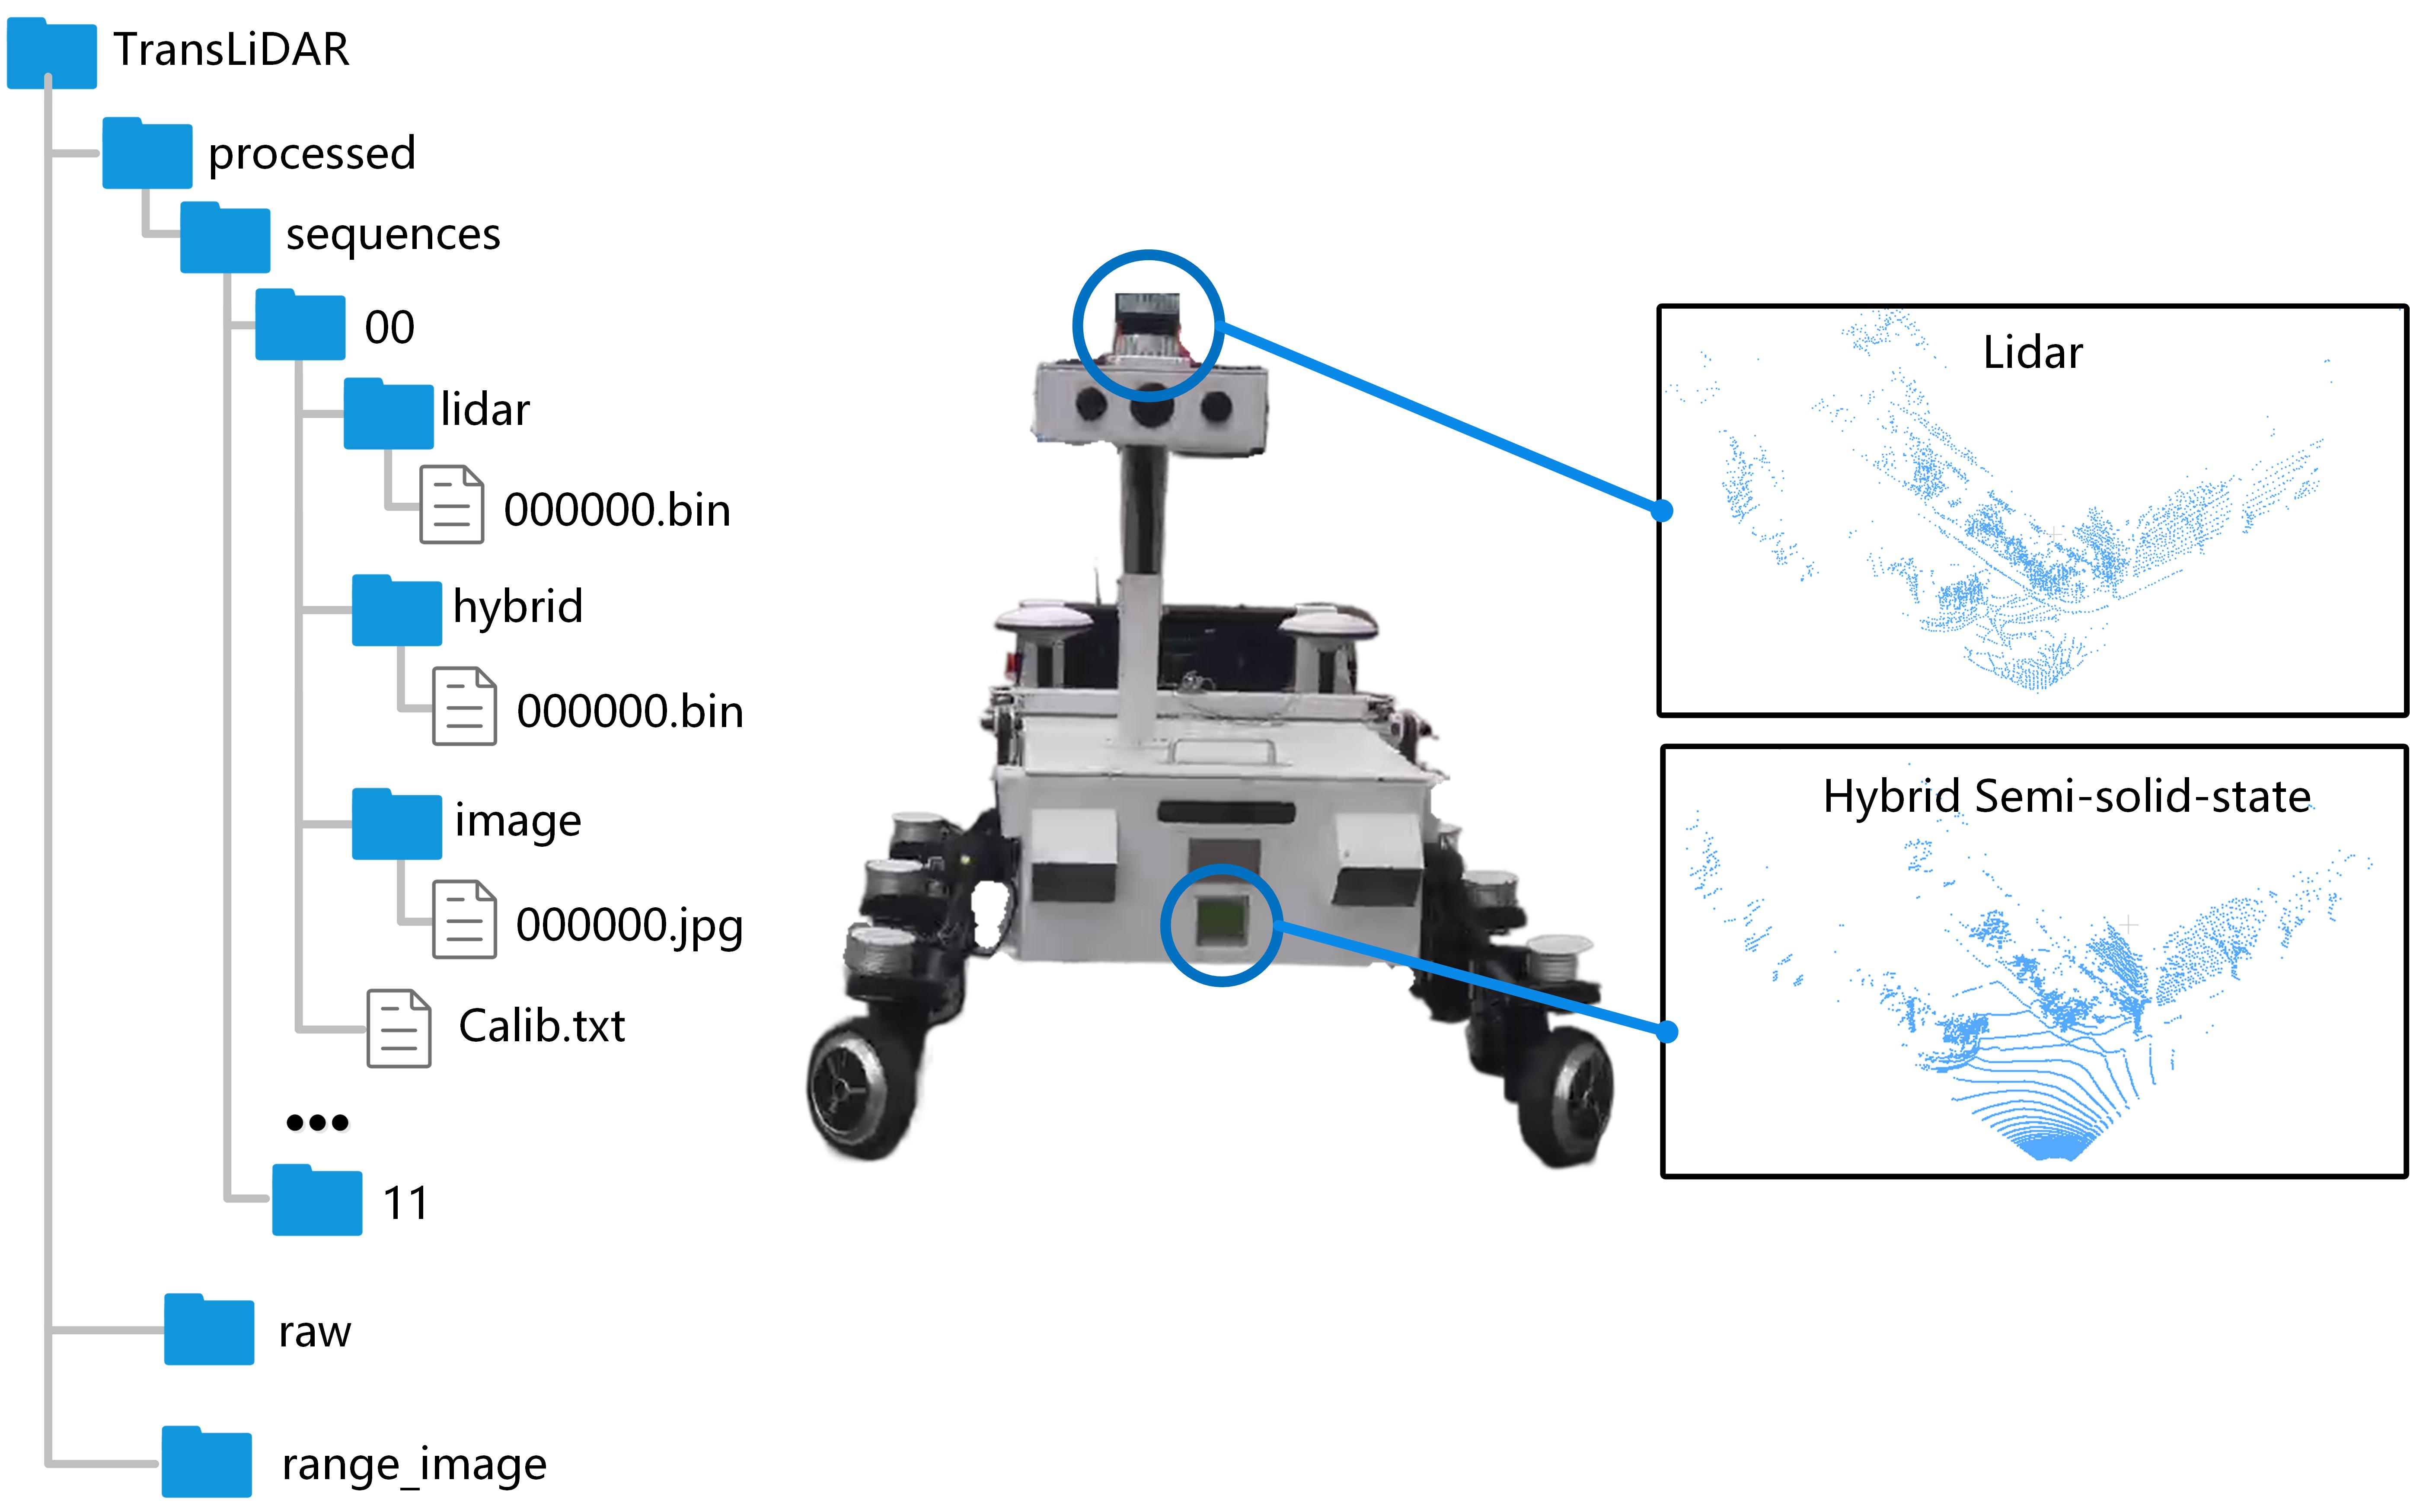 TransLiDAR
processed
sequences
00
lidar
000000.bin
hybrid
000000.bin
image
000000.jpg
Calib.txt
•••
11
raw
range_image
Lidar
Hybrid Semi-solid-state